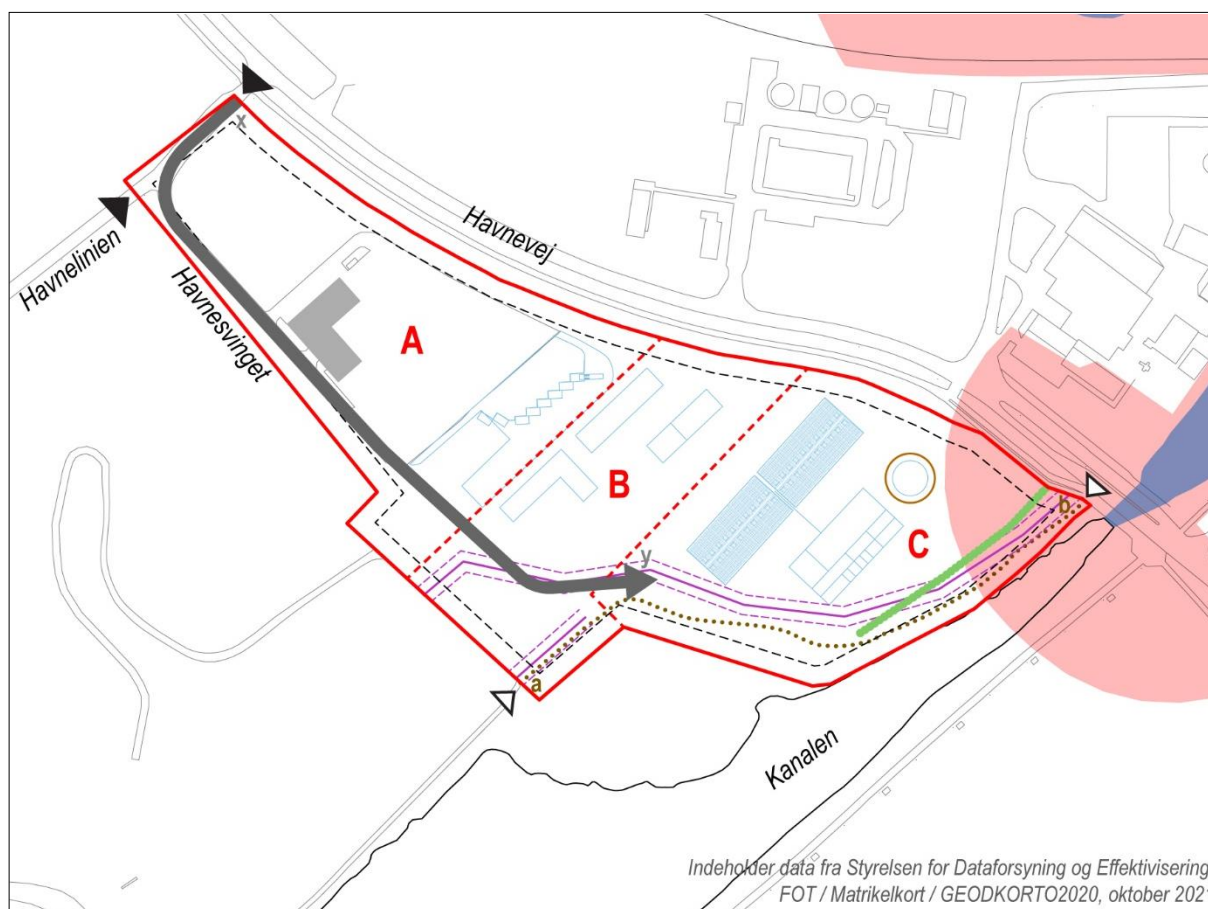 x
Havnevej
Havnelinien
Havnesvinget
A
B
C
b
y
a
Kanalen
Indeholder data fra Styrelsen for Dataforsyning og Effektivisering
FOT / Matrikelkort / GEODKORTO2020, oktober 202